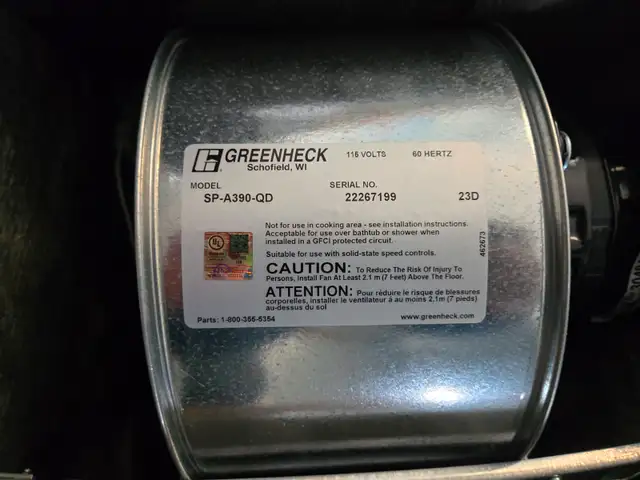 GREENHECK
Schofield, WI
115 VOLTS 60 HERTZ
MODEL SERIAL NO.
SP-A390-QD 22267199 23D
Not for use in cooking area - see installation instructions.
Acceptable for use over bathtub or shower when
installed in a GFCI protected circuit.
Suitable for use with solid-state speed controls.
CAUTION: To Reduce The Risk Of Injury To
Persons, Install Fan At Least 2.1 m (7 Feet) Above The Floor.
ATTENTION: Pour réduire le risque de blessures
corporelles, installer le ventilateur à au moins 2,1m (7 pieds)
au-dessus du sol
Parts: 1-800-355-5354 www.greenheck.com
462673
UL